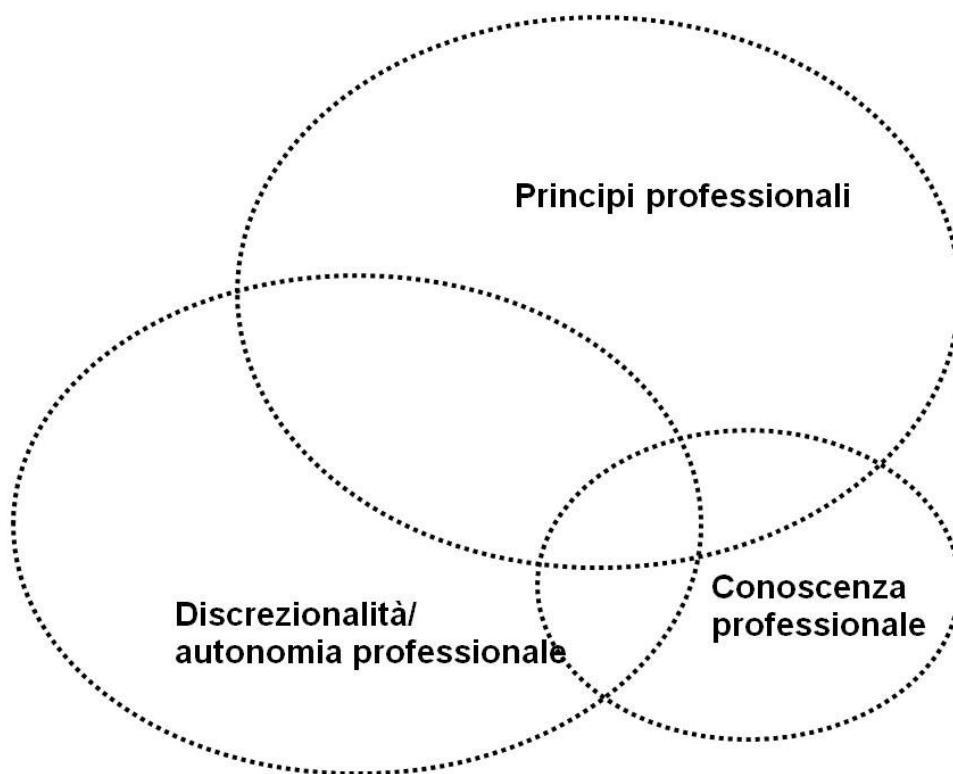 Principi professionali
Discrezionalità/
autonomia professionale
Conoscenza
professionale